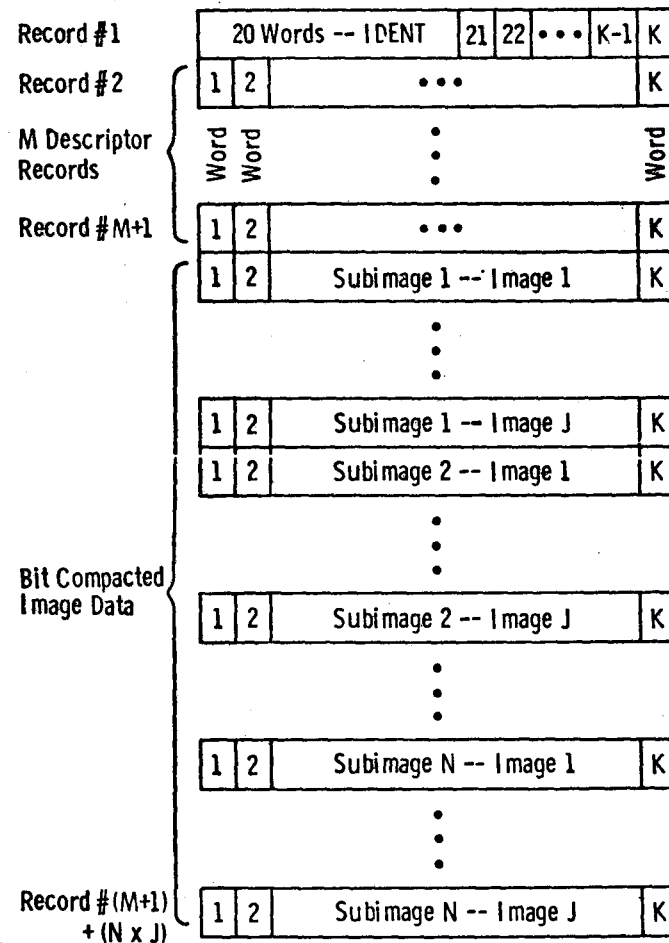 Record #1 20 Words -- IDENT 21 22 ••• K-1 K
Record #2 1 2 ••• K
M Descriptor Records Word Word Word
Record #M+1 1 2 ••• K
1 2 Subimage 1 -- Image 1 K
1 2 Subimage 1 -- Image J K
1 2 Subimage 2 -- Image 1 K
Bit Compacted
Image Data
1 2 Subimage 2 -- Image J K
1 2 Subimage N -- Image 1 K
Record #(M+1)
+ (N x J)
1 2 Subimage N -- Image J K